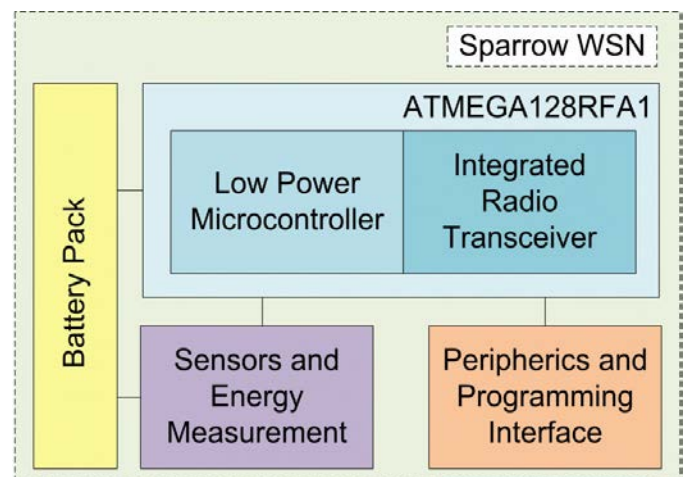 Sparrow WSN
Battery Pack
ATMEGA128RFA1
Low Power
Microcontroller
Integrated
Radio
Transceiver
Sensors and
Energy
Measurement
Peripherics and
Programming
Interface